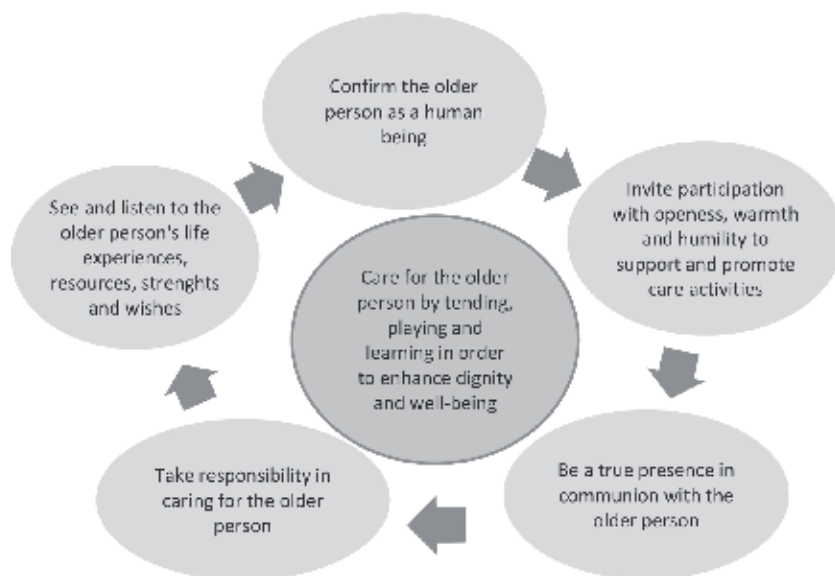 Confirm the older
person as a human
being
Invite participation
with openess, warmth
and humility to
support and promote
care activities
Be a true presence in
communion with the
older person
Take responsibility in
caring for the older
person
See and listen to the
older person's life
experiences,
resources, strenghts
and wishes
Care for the older
person by tending,
playing and
learning in order
to enhance dignity
and well-being